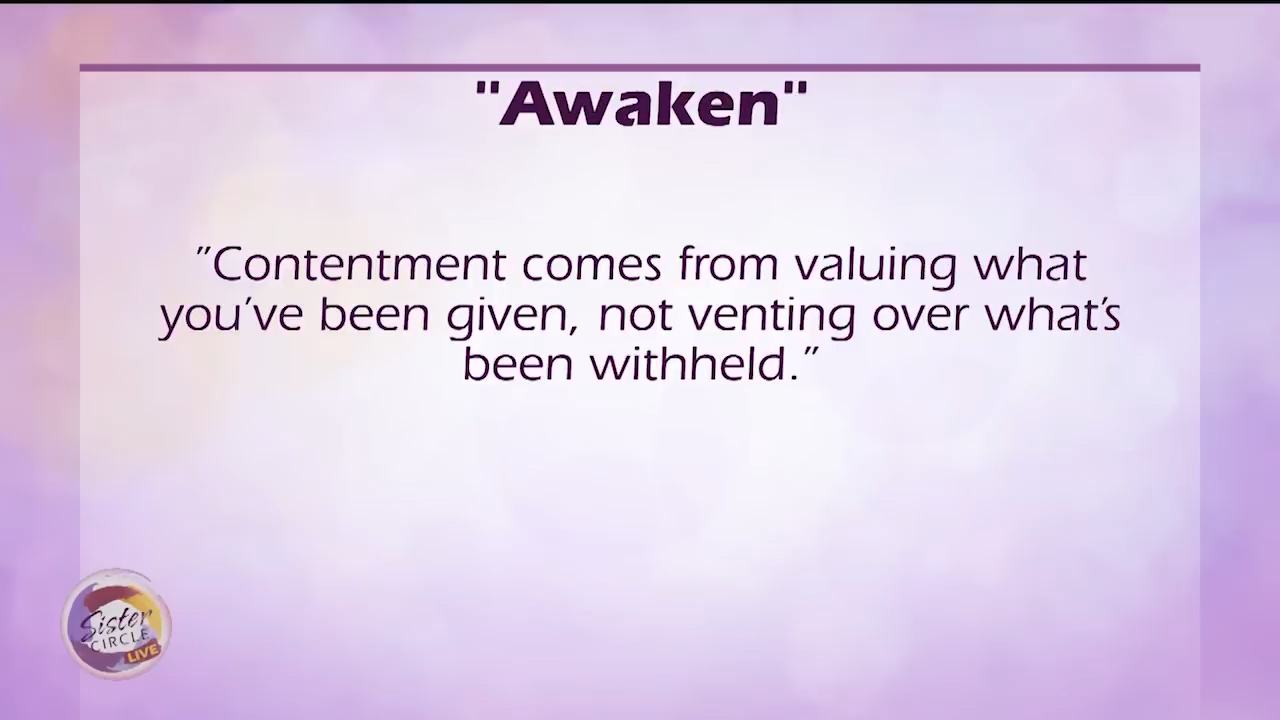 "Awaken"
"Contentment comes from valuing what
you've been given, not venting over what's
been withheld."
Sister
CIRCLE
LIVE